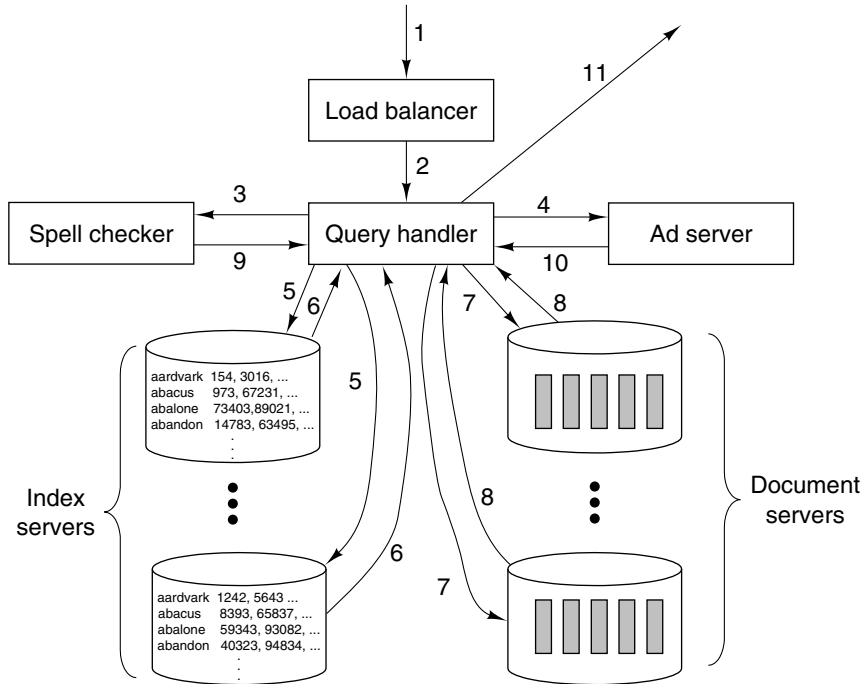 1
11
Load balancer
2
3
4
Spell checker
Query handler
Ad server
9
10
5
6
7
8
aardvark 154, 3016, ...
abacus 973, 67231, ...
abalone 73403,89021, ...
abandon 14783, 63495, ...
5
Index
servers
Document
servers
8
6
7
aardvark 1242, 5643 ...
abacus 8393, 65837, ...
abalone 59343, 93082, ...
abandon 40323, 94834, ...